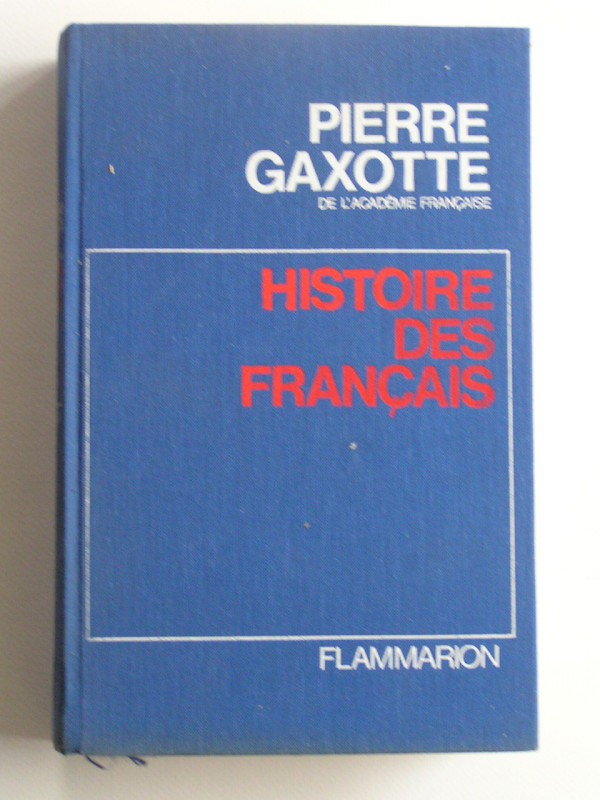 PIERRE
GAXOTTE
DE L'ACADÉMIE FRANÇAISE
HISTOIRE
DES
FRANÇAIS
FLAMMARION